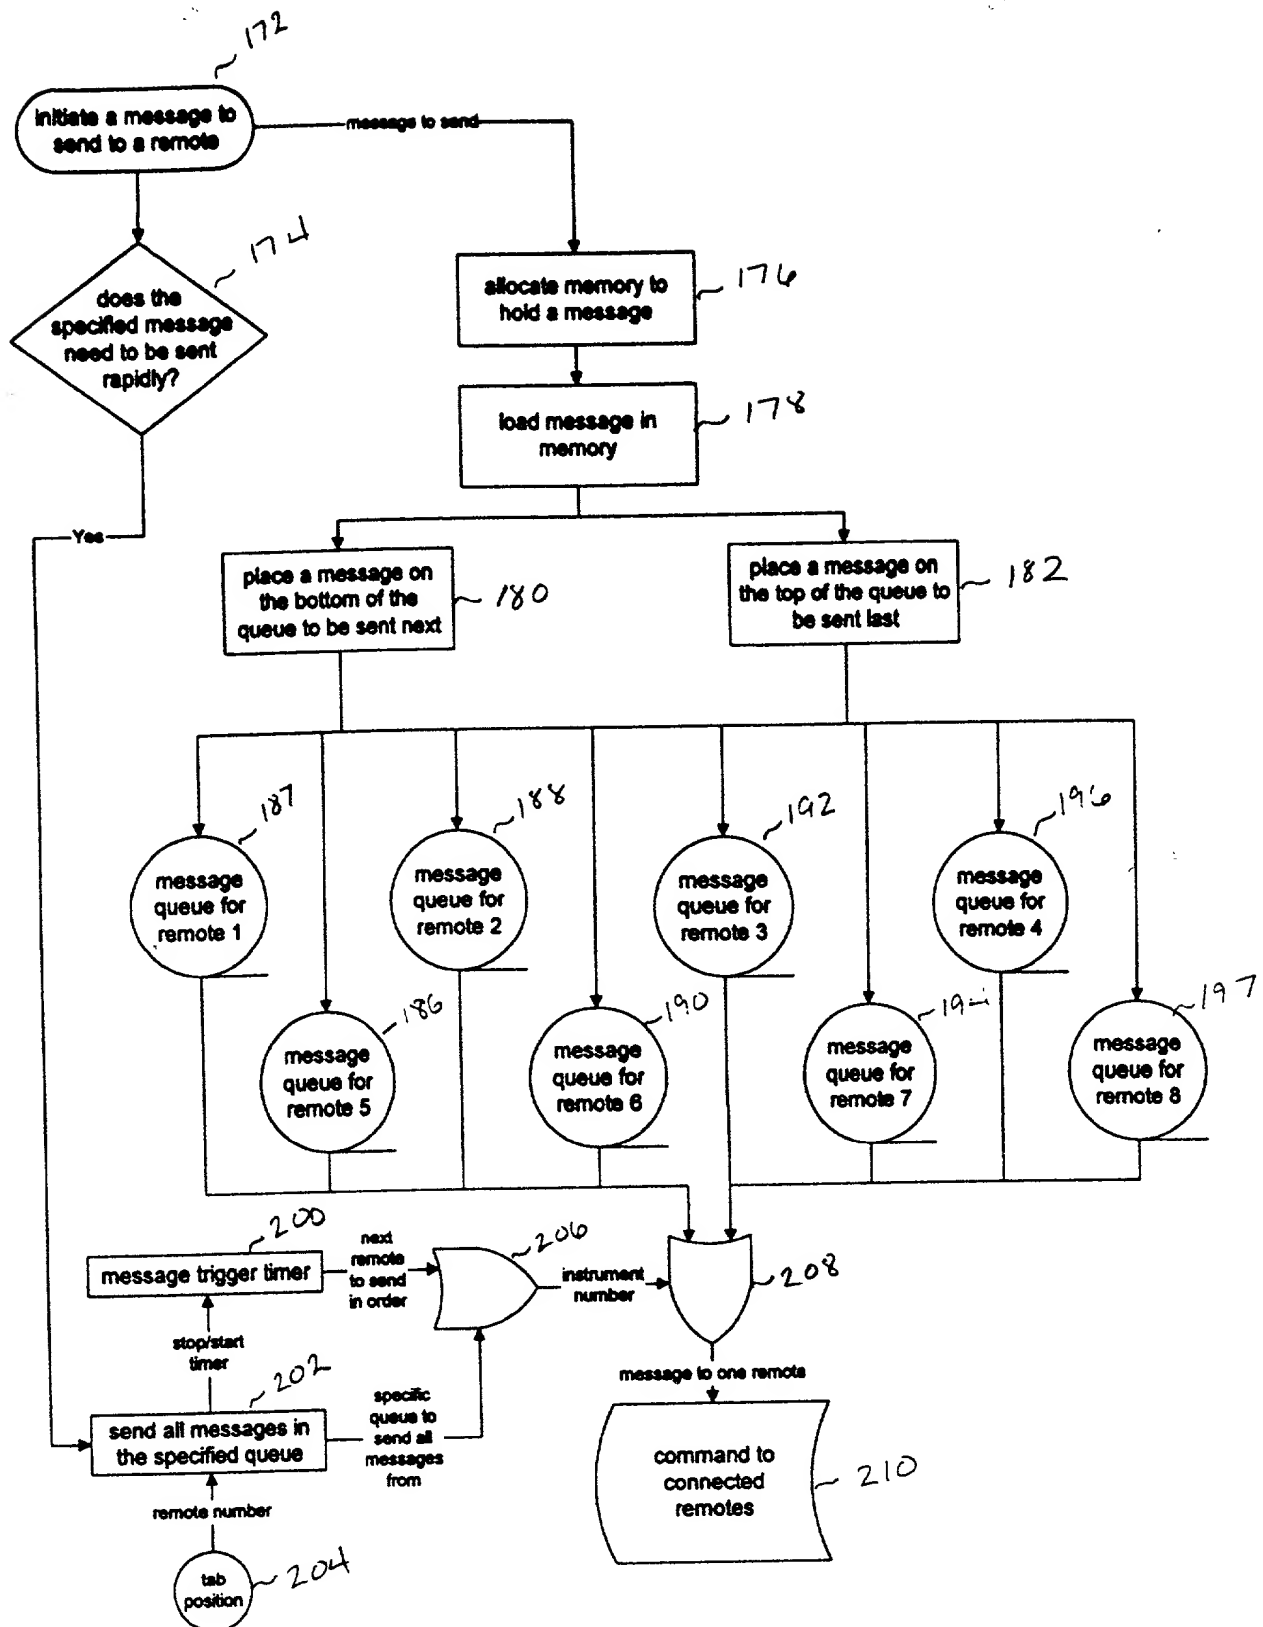 172
initiate a message to
send to a remote
message to send
174
does the
specified message
need to be sent
rapidly?
allocate memory to
hold a message
176
load message in
memory
178
Yes
place a message on
the bottom of the
queue to be sent next
180
place a message on
the top of the queue to
be sent last
182
187
message
queue for
remote 1
188
message
queue for
remote 2
192
message
queue for
remote 3
196
message
queue for
remote 4
186
message
queue for
remote 5
190
message
queue for
remote 6
194
message
queue for
remote 7
197
message
queue for
remote 8
200
message trigger timer
next
remote
to send
in order
206
instrument
number
208
stop/start
timer
202
send all messages in
the specified queue
specific
queue to
send all
messages
from
message to one remote
command to
connected
remotes
210
remote number
tab
position
204